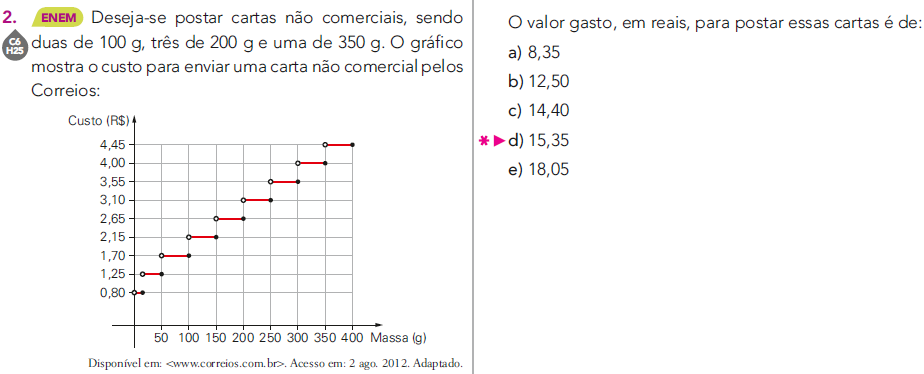 2. ENEM Deseja-se postar cartas não comerciais, sendo
C6
H25
duas de 100 g, três de 200 g e uma de 350 g. O gráfico
mostra o custo para enviar uma carta não comercial pelos
Correios:
Custo (R$)
4,45
4,00
3,55
3,10
2,65
2,15
1,70
1,25
0,80
50 100 150 200 250 300 350 400 Massa (g)
Disponível em: <www.correios.com.br>. Acesso em: 2 ago. 2012. Adaptado.
O valor gasto, em reais, para postar essas cartas é de:
a) 8,35
b) 12,50
c) 14,40
*►d) 15,35
e) 18,05